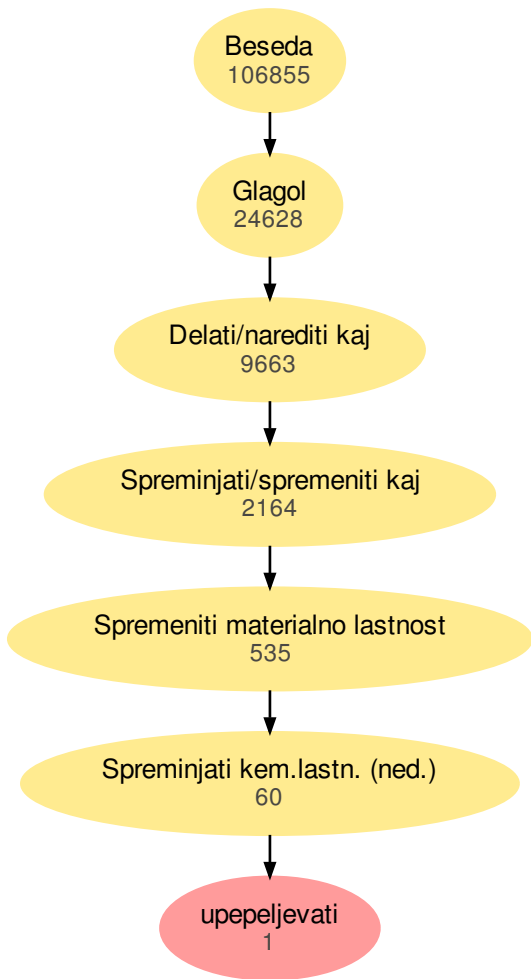 Beseda
106855
Glagol
24628
Delati/narediti kaj
9663
Spreminjati/spremeniti kaj
2164
Spremeniti materialno lastnost
535
Spreminjati kem.lastn. (ned.)
60
upepeljevati
1